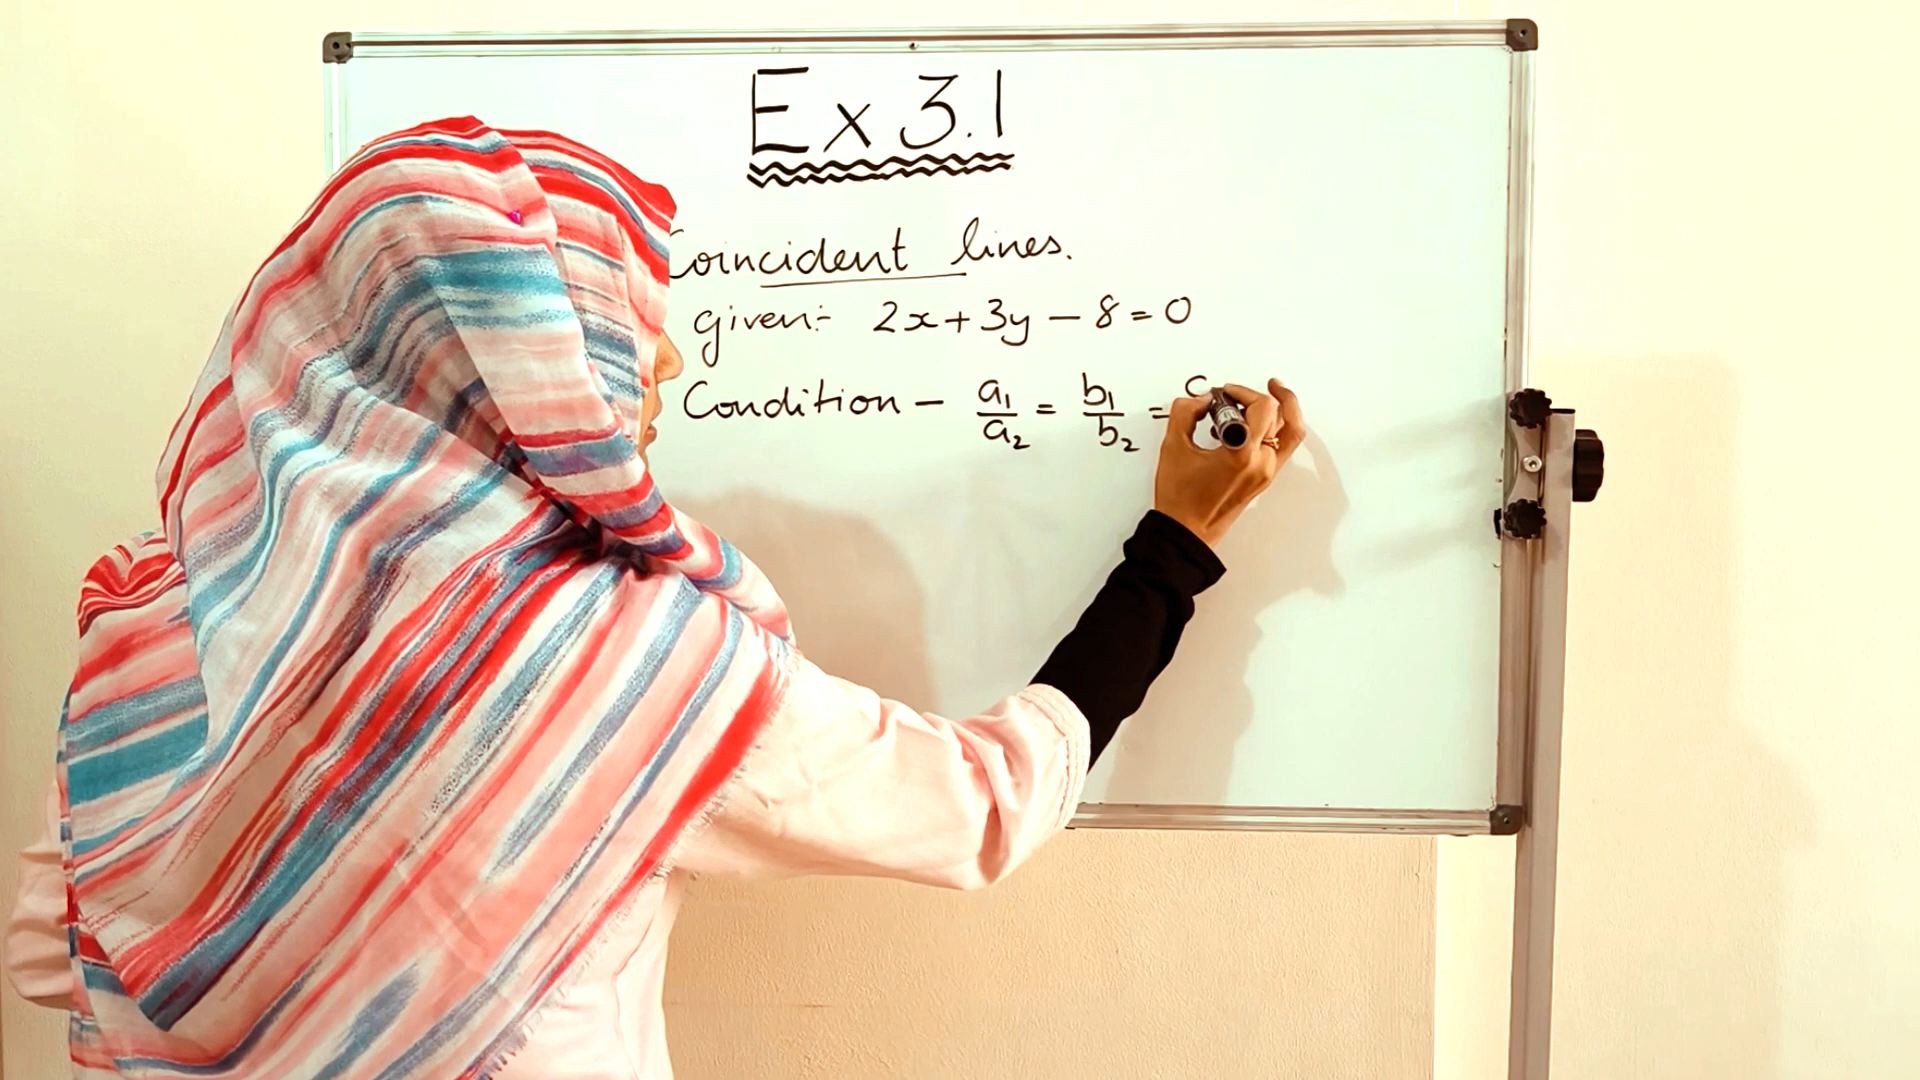 Ex 3.1
Coincident lines.
given:- 2x + 3y - 8 = 0
Condition - a₁/a₂ = b₁/b₂ = c